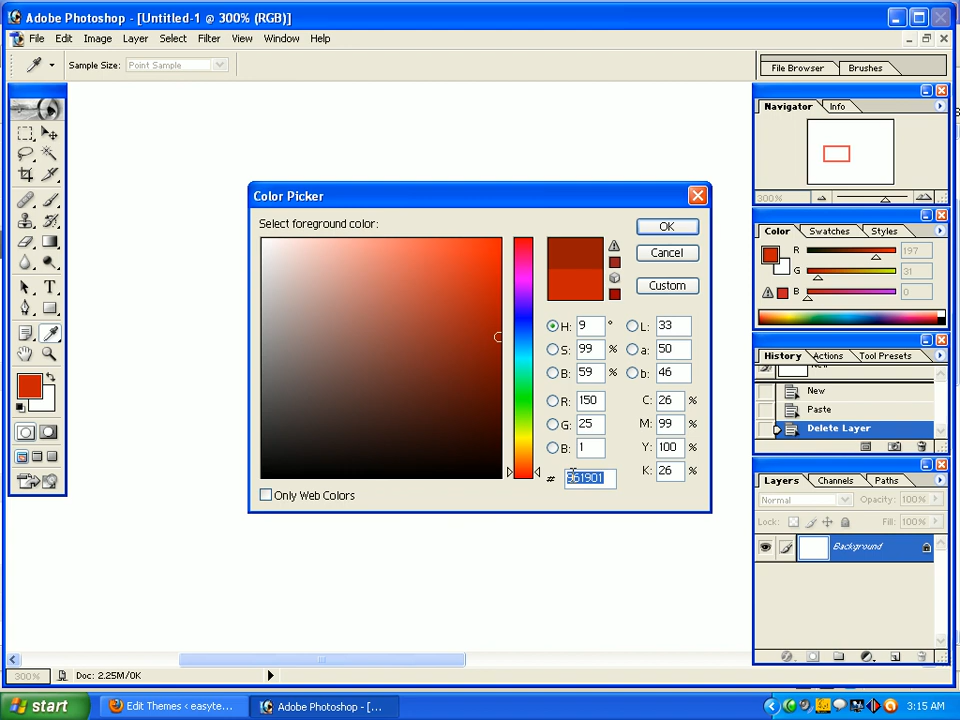 Adobe Photoshop - [Untitled-1 @ 300% (RGB)]
File Edit Image Layer Select Filter View Window Help
Sample Size: Point Sample
File Browser Brushes
Navigator Info
300%
Color Swatches Styles
R 197
G 31
B 0
History Actions Tool Presets
New
Paste
Delete Layer
Layers Channels Paths
Normal Opacity: 100%
Lock: Fill: 100%
Background
Color Picker
Select foreground color:
OK
Cancel
Custom
H: 9 ° L: 33
S: 99 % a: 50
B: 59 % b: 46
R: 150 C: 26 %
G: 25 M: 99 %
B: 1 Y: 100 %
# 961901 K: 26 %
Only Web Colors
300% Doc: 2.25M/0K
start Edit Themes ‹ easyte... Adobe Photoshop - [... 3:15 AM